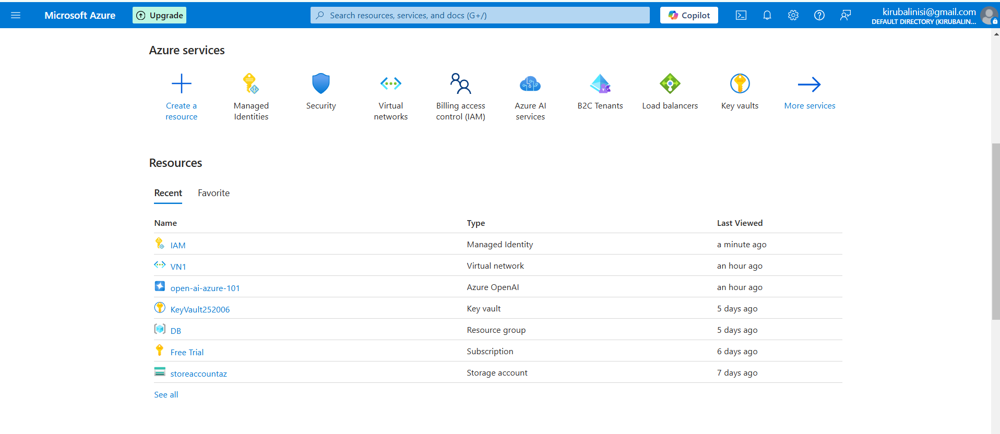 Microsoft Azure
Upgrade
Search resources, services, and docs (G+/)
Copilot
kirubalinisi@gmail.com
DEFAULT DIRECTORY (KIRUBALIN...
Azure services
Create a
resource
Managed
Identities
Security
Virtual
networks
Billing access
control (IAM)
Azure AI
services
B2C Tenants
Load balancers
Key vaults
More services
Resources
Recent Favorite
Name Type Last Viewed
IAM Managed Identity a minute ago
VN1 Virtual network an hour ago
open-ai-azure-101 Azure OpenAI an hour ago
KeyVault252006 Key vault 5 days ago
DB Resource group 5 days ago
Free Trial Subscription 6 days ago
storeaccountaz Storage account 7 days ago
See all